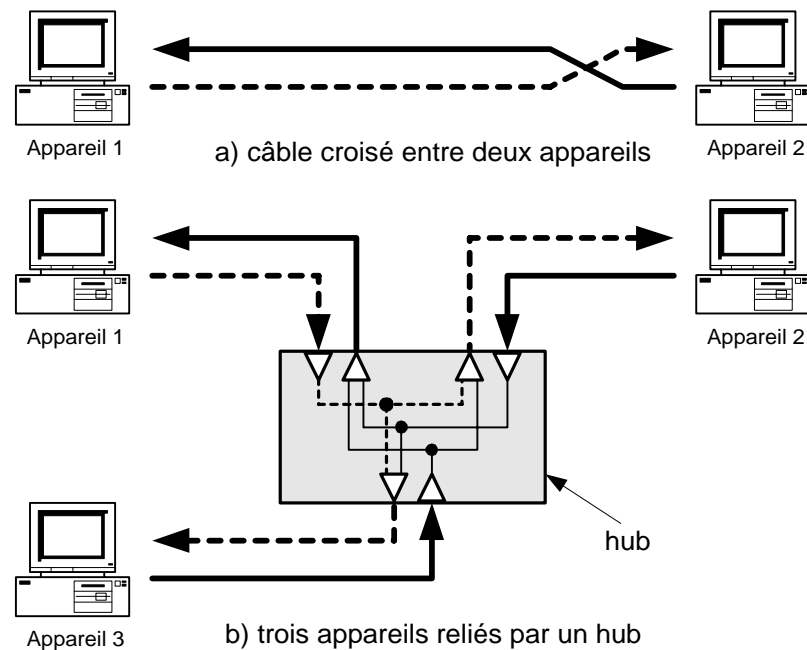 Appareil 1
Appareil 2
a) câble croisé entre deux appareils
Appareil 1
Appareil 2
hub
Appareil 3
b) trois appareils reliés par un hub